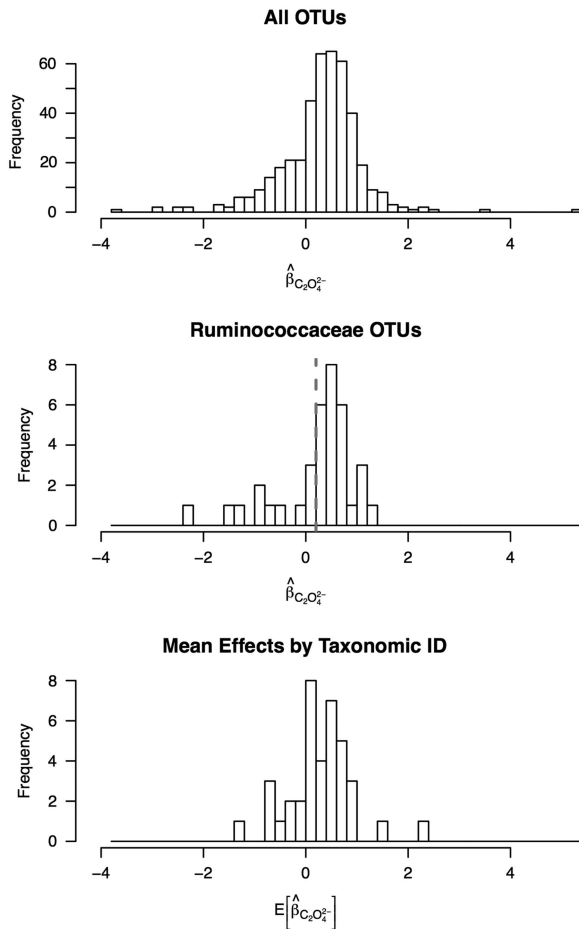 All OTUs
Frequency
60
40
20
0
−4 −2 0 2 4
β̂C₂O₄²⁻
Ruminococcaceae OTUs
Frequency
8
6
4
2
0
−4 −2 0 2 4
β̂C₂O₄²⁻
Mean Effects by Taxonomic ID
Frequency
8
6
4
2
0
−4 −2 0 2 4
E[β̂C₂O₄²⁻]